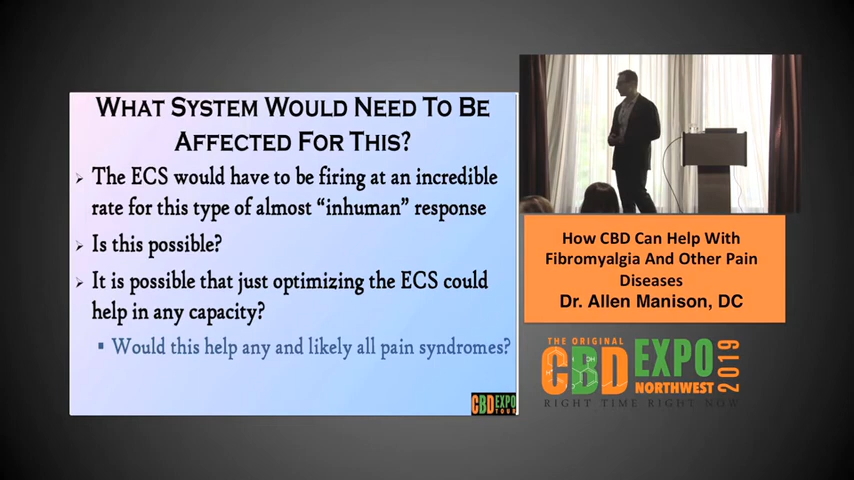 WHAT SYSTEM WOULD NEED TO BE
AFFECTED FOR THIS?
The ECS would have to be firing at an incredible
rate for this type of almost “inhuman” response
Is this possible?
It is possible that just optimizing the ECS could
help in any capacity?
Would this help any and likely all pain syndromes?
CBD EXPO
TOUR
How CBD Can Help With
Fibromyalgia And Other Pain
Diseases
Dr. Allen Manison, DC
THE ORIGINAL
CBD EXPO
NORTHWEST
2019
RIGHT TIME RIGHT NOW